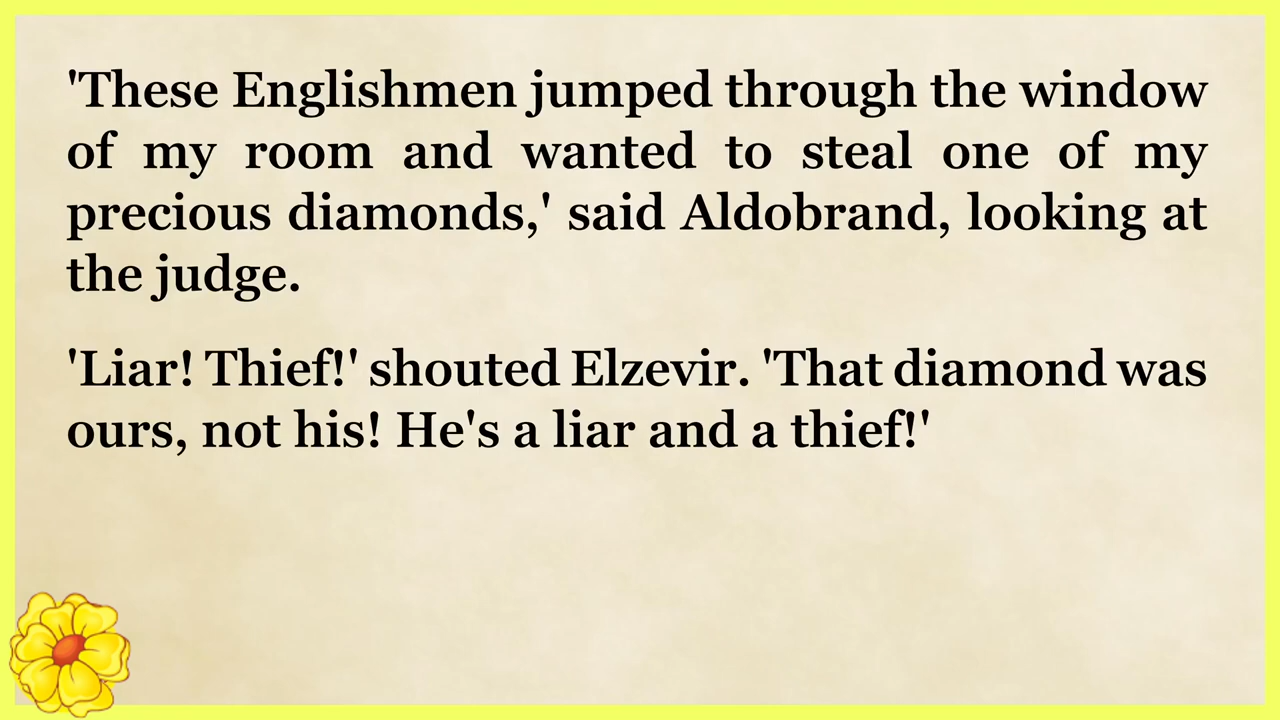 'These Englishmen jumped through the window
of my room and wanted to steal one of my
precious diamonds,' said Aldobrand, looking at
the judge.
'Liar! Thief!' shouted Elzevir. 'That diamond was
ours, not his! He's a liar and a thief!'